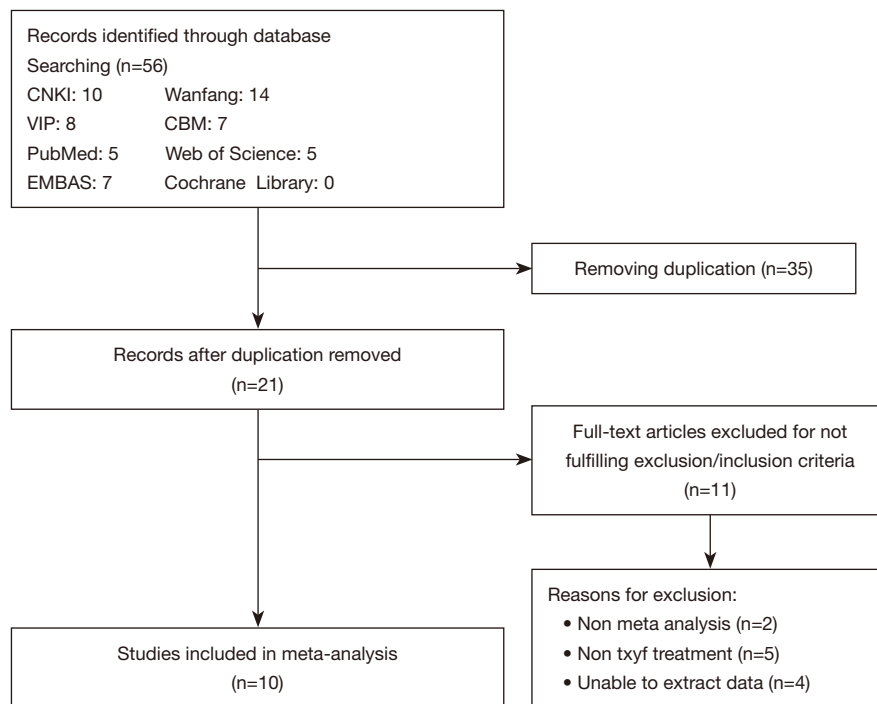 Records identified through database
Searching (n=56)
CNKI: 10 Wanfang: 14
VIP: 8 CBM: 7
PubMed: 5 Web of Science: 5
EMBAS: 7 Cochrane Library: 0
Removing duplication (n=35)
Records after duplication removed
(n=21)
Full-text articles excluded for not
fulfilling exclusion/inclusion criteria
(n=11)
Reasons for exclusion:
• Non meta analysis (n=2)
• Non txyf treatment (n=5)
• Unable to extract data (n=4)
Studies included in meta-analysis
(n=10)